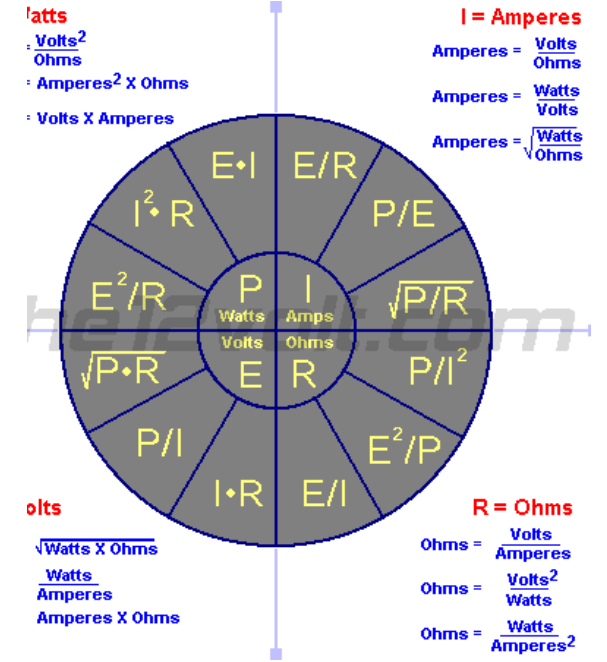 Watts
I = Amperes
= Volts²
Ohms
= Amperes² X Ohms
= Volts X Amperes
Amperes = Volts
Ohms
Amperes = Watts
Volts
Amperes = √Watts
Ohms
E•I
E/R
I²•R
P/E
E²/R
√P/R
P
Watts
I
Amps
the12volt.com
Volts
E
Ohms
R
√P•R
P/I²
P/I
E²/P
I•R
E/I
olts
√Watts X Ohms
Watts
Amperes
Amperes X Ohms
R = Ohms
Ohms = Volts
Amperes
Ohms = Volts²
Watts
Ohms = Watts
Amperes²